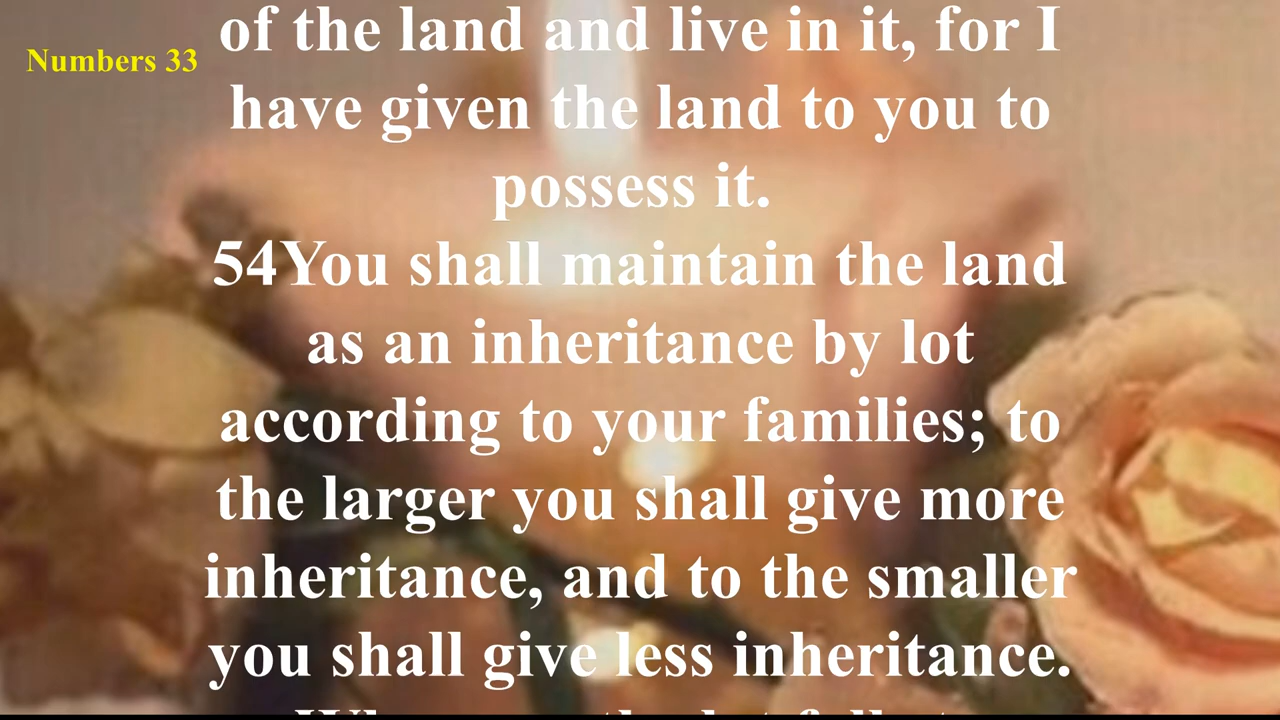 of the land and live in it, for I
Numbers 33
have given the land to you to
possess it.
54You shall maintain the land
as an inheritance by lot
according to your families; to
the larger you shall give more
inheritance, and to the smaller
you shall give less inheritance.